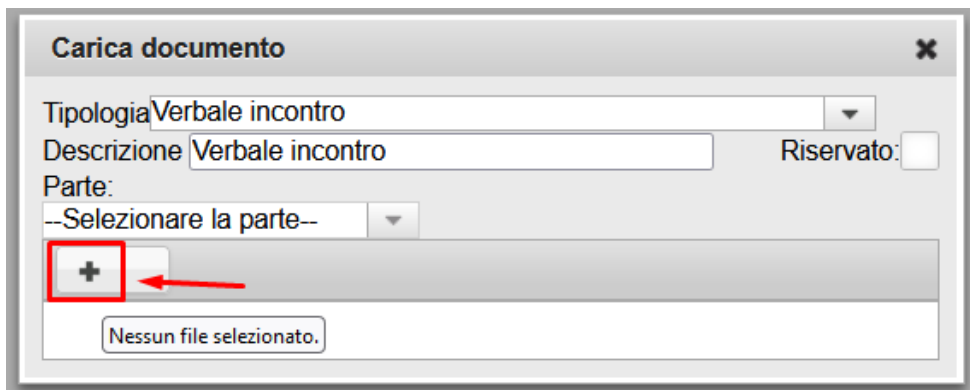 Carica documento
Tipologia Verbale incontro
Descrizione Verbale incontro Riservato:
Parte:
--Selezionare la parte--
Nessun file selezionato.